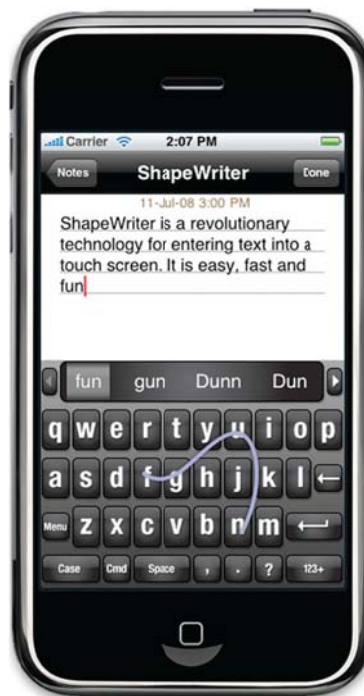 Carrier 2:07 PM
Notes ShapeWriter Done
11-Jul-08 3:00 PM
ShapeWriter is a revolutionary
technology for entering text into a
touch screen. It is easy, fast and
fun
fun gun Dunn Dun
q w e r t y u i o p
a s d f g h j k l
Menu z x c v b n m
Case Cmd Space , . ? 123+